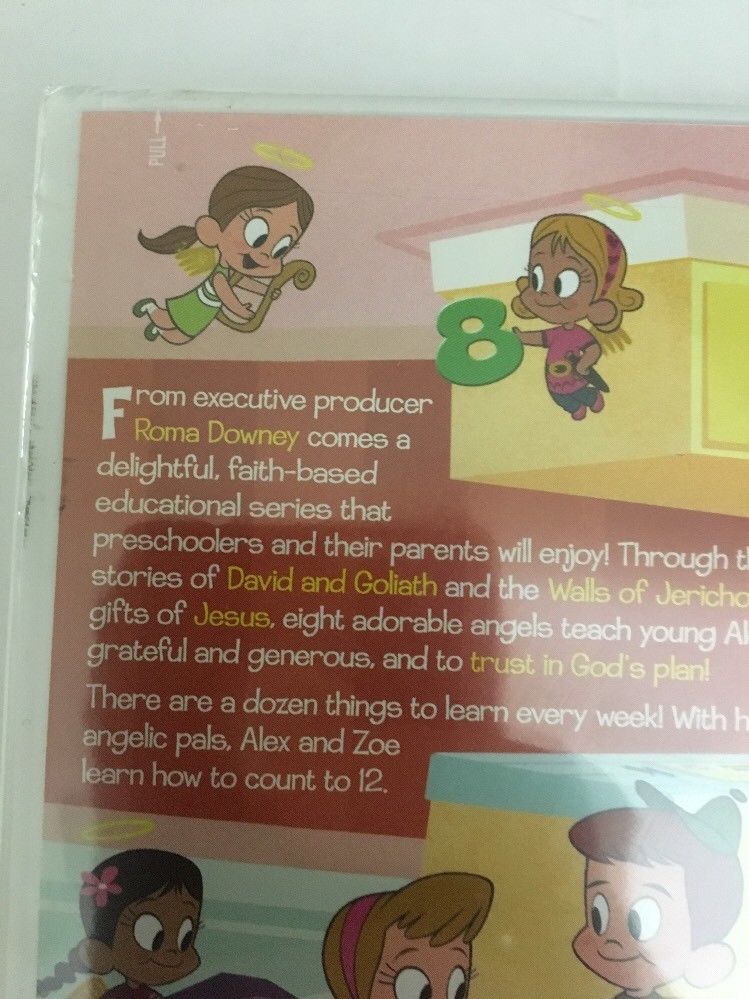 PULL
8
From executive producer
Roma Downey comes a
delightful, faith-based
educational series that
preschoolers and their parents will enjoy! Through
stories of David and Goliath and the Walls of Jericho
gifts of Jesus, eight adorable angels teach young
grateful and generous, and to trust in God's plan!
There are a dozen things to learn every week! With
angelic pals, Alex and Zoe
learn how to count to 12.